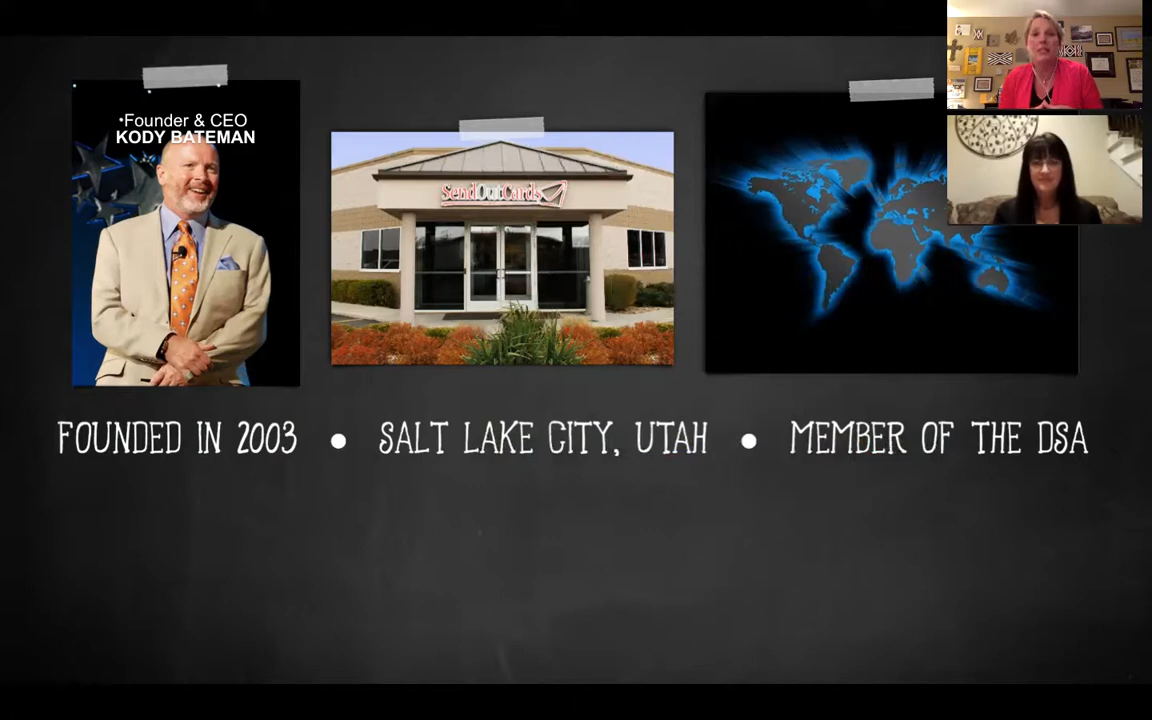 •Founder & CEO
KODY BATEMAN
SendOutCards
FOUNDED IN 2003 • SALT LAKE CITY, UTAH • MEMBER OF THE DSA